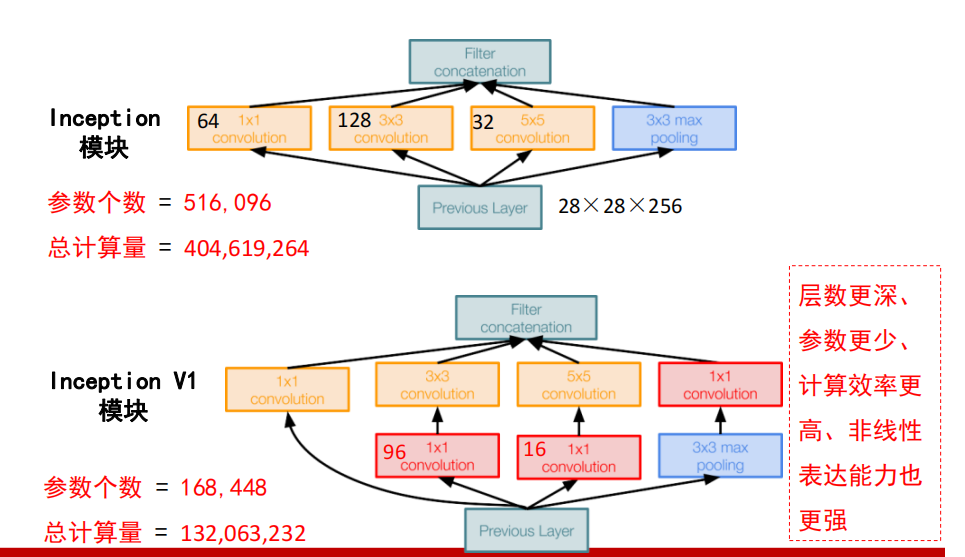 Filter
concatenation
Inception
模块
64 1x1
convolution
128 3x3
convolution
32 5x5
convolution
3x3 max
pooling
参数个数 = 516,096
Previous Layer
28×28×256
总计算量 = 404,619,264
层数更深、
参数更少、
计算效率更
高、非线性
表达能力也
更强
Filter
concatenation
Inception V1
模块
1x1
convolution
3x3
convolution
5x5
convolution
1x1
convolution
96 1x1
convolution
16 1x1
convolution
3x3 max
pooling
参数个数 = 168,448
总计算量 = 132,063,232
Previous Layer